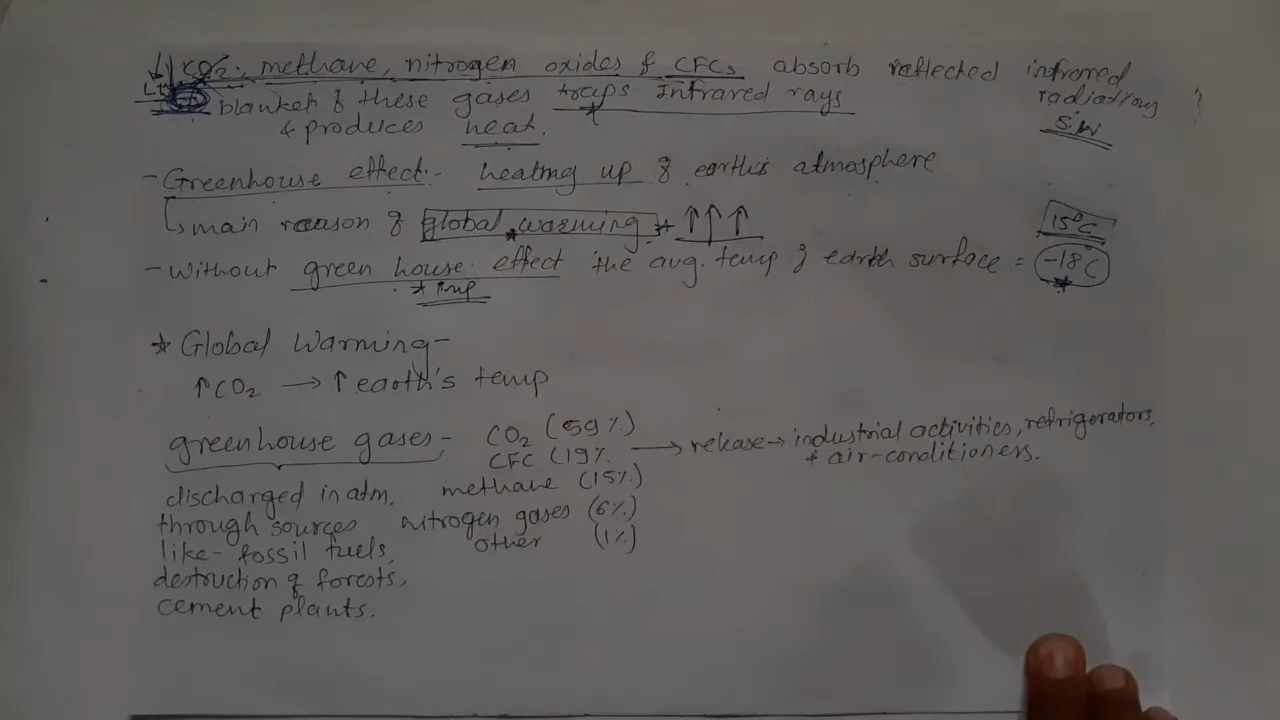 CO2, methane, nitrogen oxides & CFCs absorb reflected infrared radiations
S.W
blanket of these gases traps Infrared rays
& produces heat.
- Greenhouse effect - heating up of earth's atmosphere
main reason of global warming ↑↑↑
15°C
- Without green house effect the avg. temp of earth surface = -18°C
* Imp
* Global Warming -
↑ CO2 → ↑ earth's temp
greenhouse gases - CO2 (59%)
CFC (19% → release → industrial activities, refrigerators,
+ air-conditioners.
discharged in atm. methane (15%)
through sources nitrogen gases (6%)
like - fossil fuels, other (1%)
destruction of forests,
cement plants.